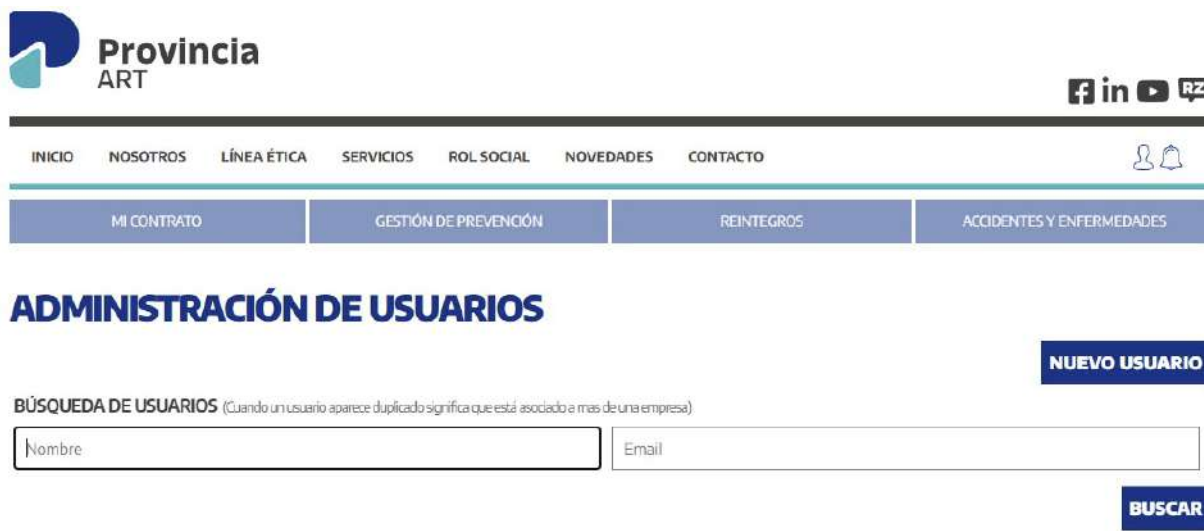 Provincia
ART
in RZ
INICIO NOSOTROS LÍNEA ÉTICA SERVICIOS ROL SOCIAL NOVEDADES CONTACTO
MI CONTRATO GESTIÓN DE PREVENCIÓN REINTEGROS ACCIDENTES Y ENFERMEDADES
ADMINISTRACIÓN DE USUARIOS
NUEVO USUARIO
BÚSQUEDA DE USUARIOS (Cuando un usuario aparece duplicado significa que está asociado a mas de una empresa)
Nombre Email
BUSCAR